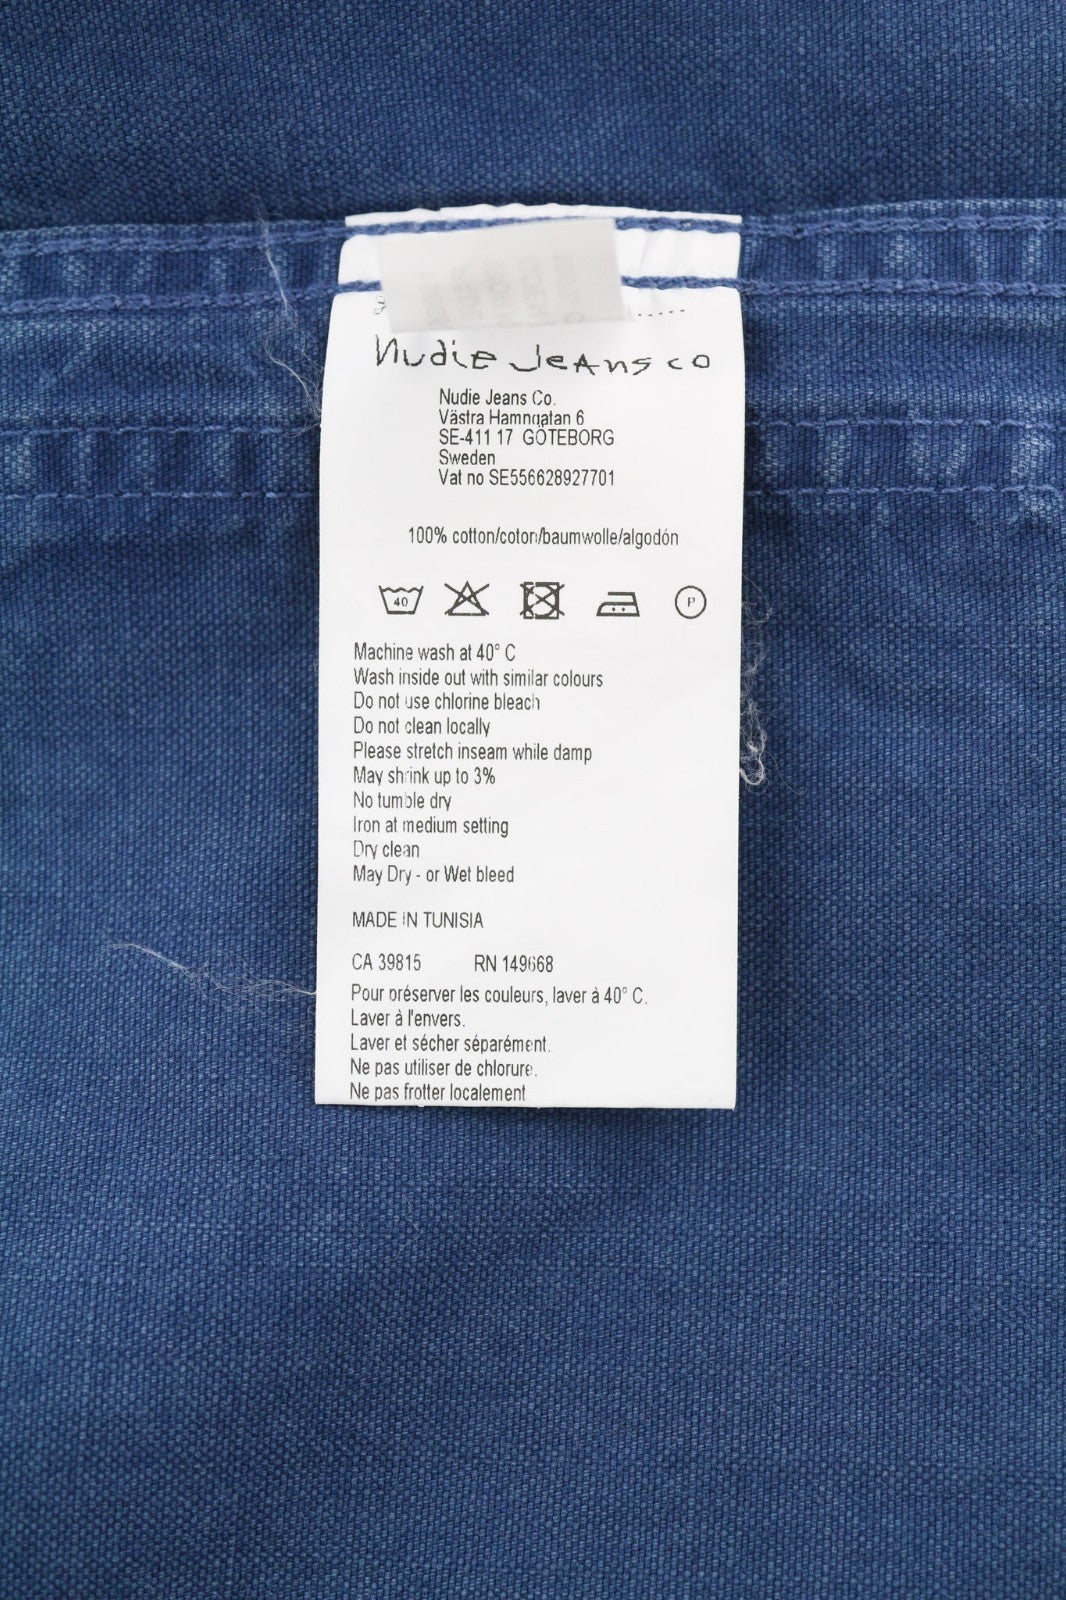 Nudie Jeans co
Nudie Jeans Co.
Västra Hamngatan 6
SE-411 17 GÖTEBORG
Sweden
Vat no SE556628927701
100% cotton/coton/baumwolle/algodón
40 P
Machine wash at 40° C
Wash inside out with similar colours
Do not use chlorine bleach
Do not clean locally
Please stretch inseam while damp
May shrink up to 3%
No tumble dry
Iron at medium setting
Dry clean
May Dry - or Wet bleed
MADE IN TUNISIA
CA 39815 RN 149668
Pour préserver les couleurs, laver à 40° C.
Laver à l'envers.
Laver et sécher séparément.
Ne pas utiliser de chlorure.
Ne pas frotter localement